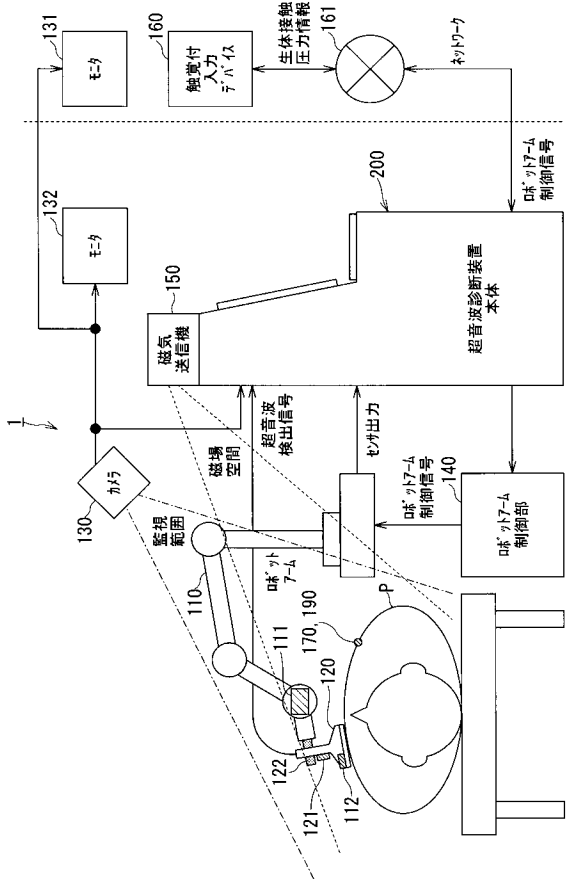 1
130
カメラ
132
モニタ
131
モニタ
160
触覚付
入力
デバイス
生体接触
圧力情報
161
ネットワーク
ロボットアーム
制御信号
150
磁気
送信機
200
超音波診断装置
本体
監視
範囲
磁場
空間
超音波
検出信号
110
ロボット
アーム
センサ出力
ロボットアーム
制御信号
140
ロボットアーム
制御部
111
122
121
112
120
170, 190
P